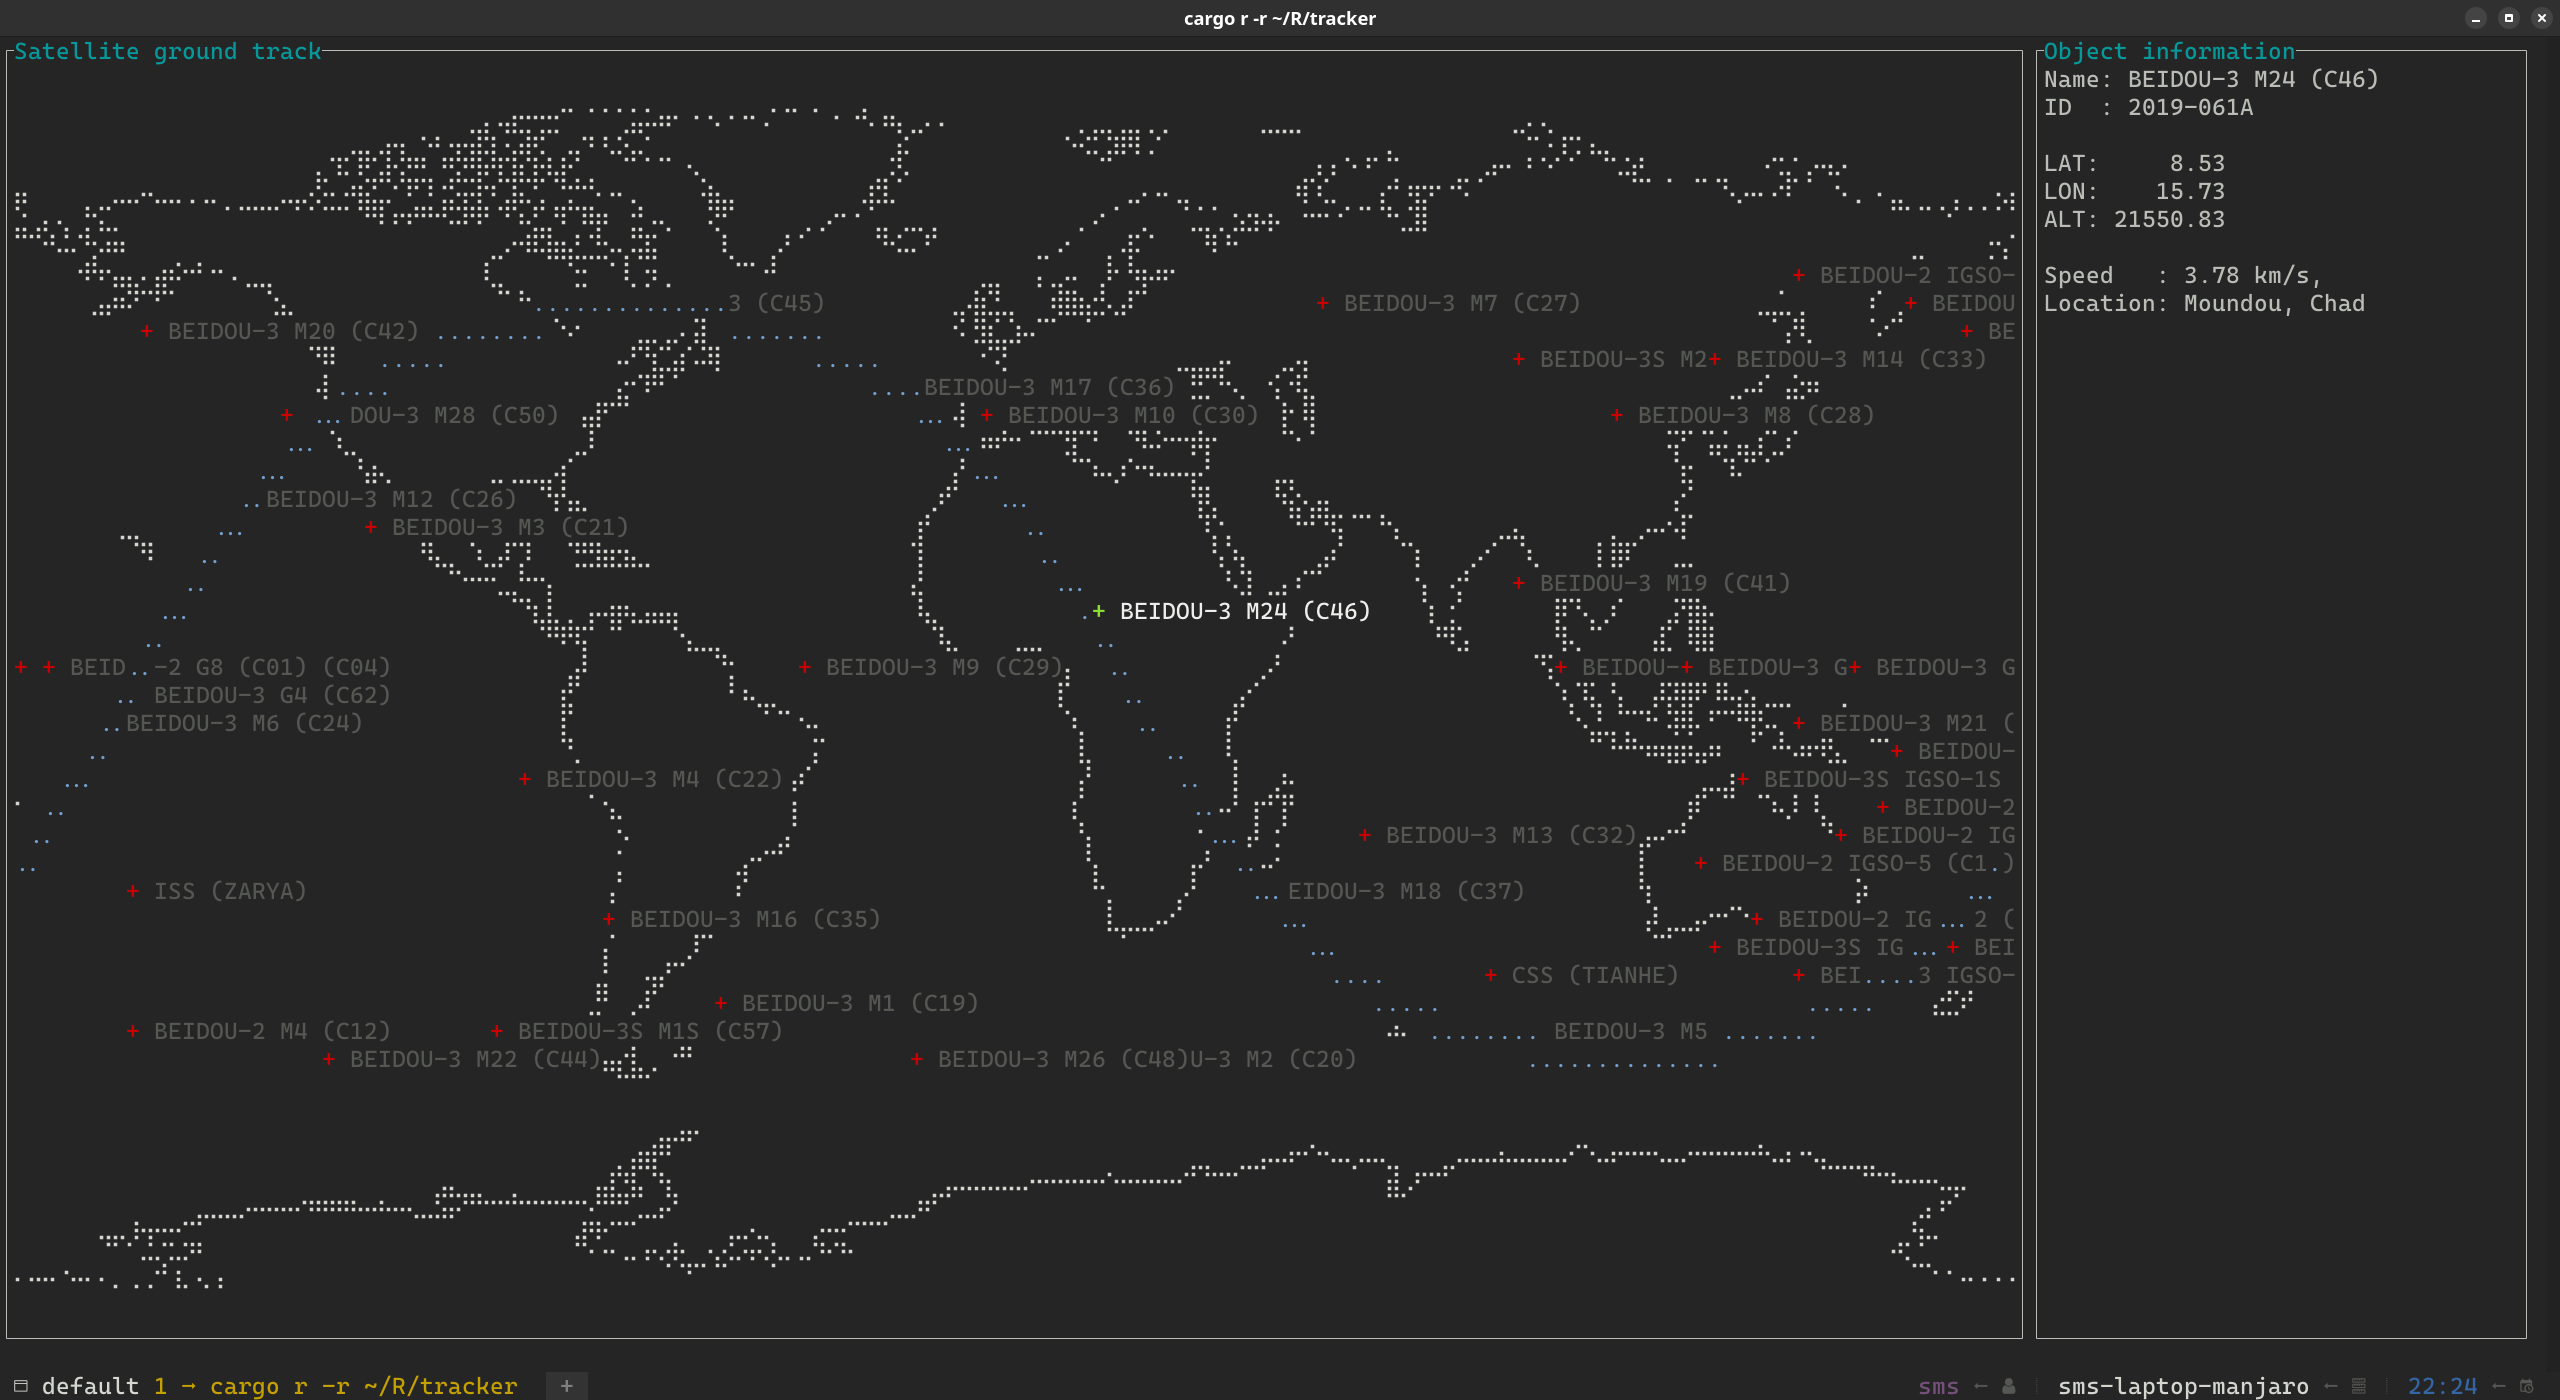 cargo r -r ~/R/tracker
Satellite ground track
Object information
Name: BEIDOU-3 M24 (C46)
ID  : 2019-061A
LAT:     8.53
LON:    15.73
ALT: 21550.83
Speed   : 3.78 km/s,
Location: Moundou, Chad
+ BEIDOU-2 IGSO-
3 (C45)
+ BEIDOU-3 M7 (C27)
+ BEIDOU
+ BEIDOU-3 M20 (C42)
+ BE
+ BEIDOU-3S M2+ BEIDOU-3 M14 (C33)
BEIDOU-3 M17 (C36)
+ DOU-3 M28 (C50)
+ BEIDOU-3 M10 (C30)
+ BEIDOU-3 M8 (C28)
BEIDOU-3 M12 (C26)
+ BEIDOU-3 M3 (C21)
+ BEIDOU-3 M19 (C41)
+ BEIDOU-3 M24 (C46)
+ + BEID..-2 G8 (C01) (C04)
+ BEIDOU-3 M9 (C29)
+ BEIDOU-+ BEIDOU-3 G+ BEIDOU-3 G
BEIDOU-3 G4 (C62)
BEIDOU-3 M6 (C24)
+ BEIDOU-3 M21 (
+ BEIDOU-
+ BEIDOU-3 M4 (C22)
+ BEIDOU-3S IGSO-1S
+ BEIDOU-2
+ BEIDOU-3 M13 (C32)
+ BEIDOU-2 IG
+ BEIDOU-2 IGSO-5 (C1.)
+ ISS (ZARYA)
EIDOU-3 M18 (C37)
+ BEIDOU-3 M16 (C35)
+ BEIDOU-2 IG ... 2 (
+ BEIDOU-3S IG ... + BEI
+ CSS (TIANHE)
+ BEI....3 IGSO-
+ BEIDOU-3 M1 (C19)
+ BEIDOU-2 M4 (C12)
+ BEIDOU-3S M1S (C57)
BEIDOU-3 M5
+ BEIDOU-3 M22 (C44)
+ BEIDOU-3 M26 (C48)U-3 M2 (C20)
default 1 → cargo r -r ~/R/tracker +
sms ← sms-laptop-manjaro ← 22:24 ←